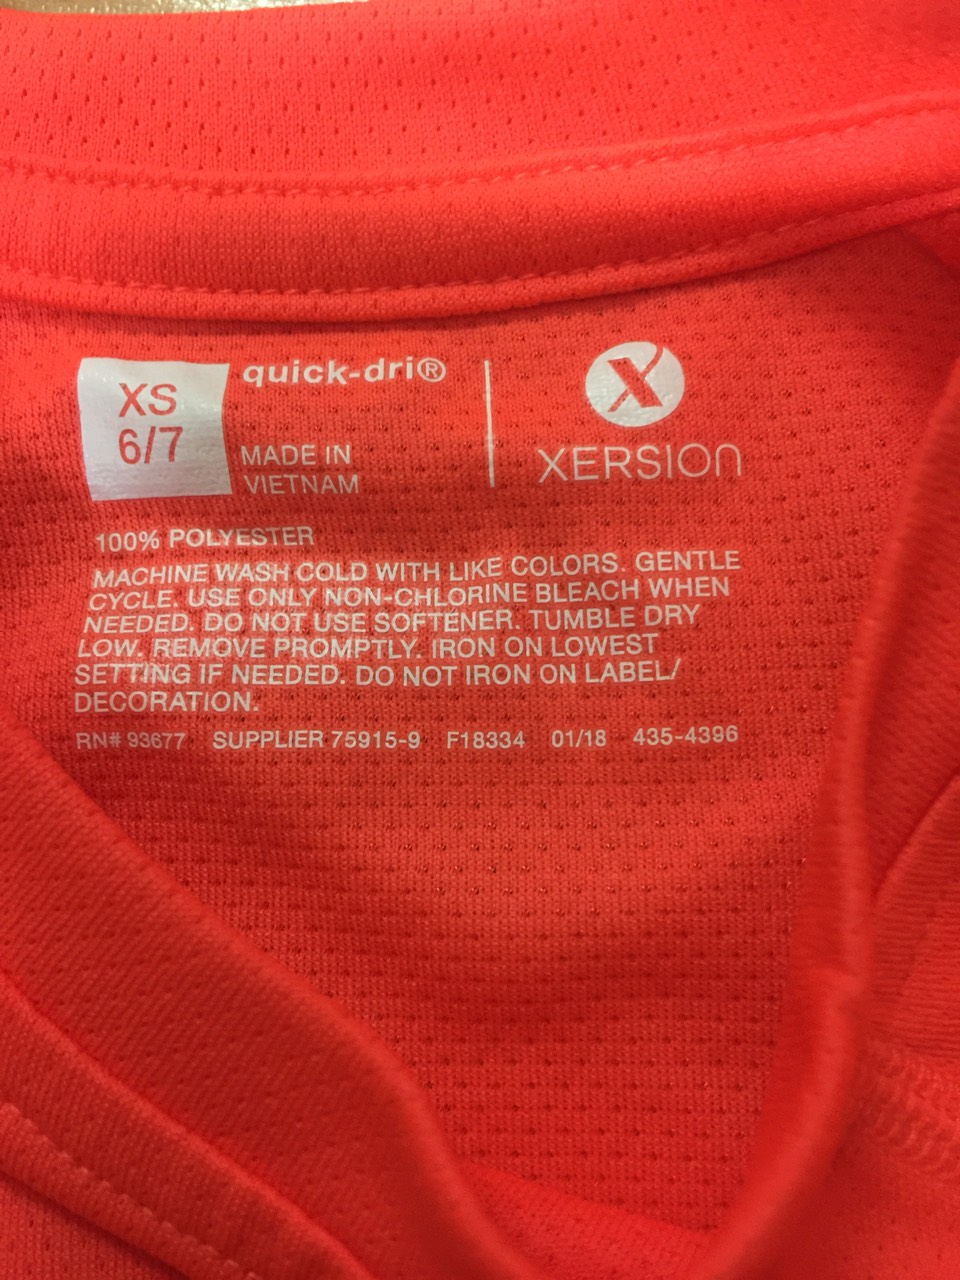 XS
6/7
quick-dri®
MADE IN
VIETNAM
X
XERSION
100% POLYESTER
MACHINE WASH COLD WITH LIKE COLORS. GENTLE
CYCLE. USE ONLY NON-CHLORINE BLEACH WHEN
NEEDED. DO NOT USE SOFTENER. TUMBLE DRY
LOW. REMOVE PROMPTLY. IRON ON LOWEST
SETTING IF NEEDED. DO NOT IRON ON LABEL/
DECORATION.
RN# 93677 SUPPLIER 75915-9 F18334 01/18 435-4396